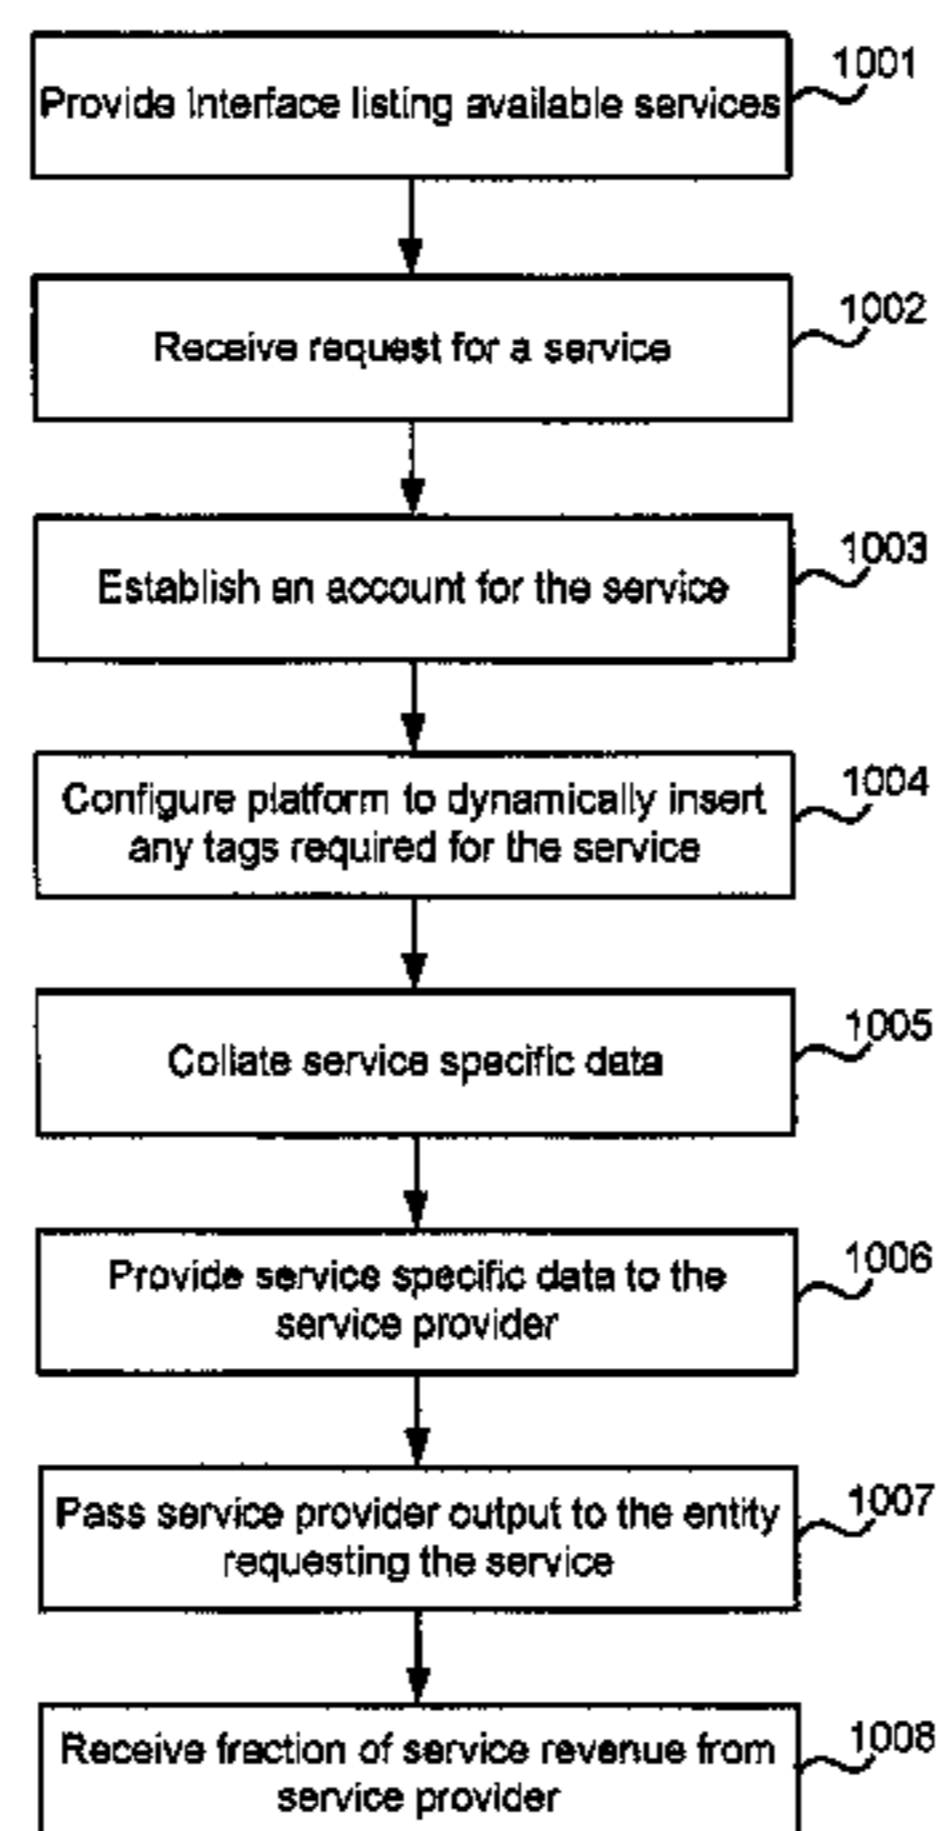 1001
Provide interface listing available services
1002
Receive request for a service
1003
Establish an account for the service
1004
Configure platform to dynamically insert
any tags required for the service
1005
Collate service specific data
1006
Provide service specific data to the
service provider
1007
Pass service provider output to the entity
requesting the service
1008
Receive fraction of service revenue from
service provider